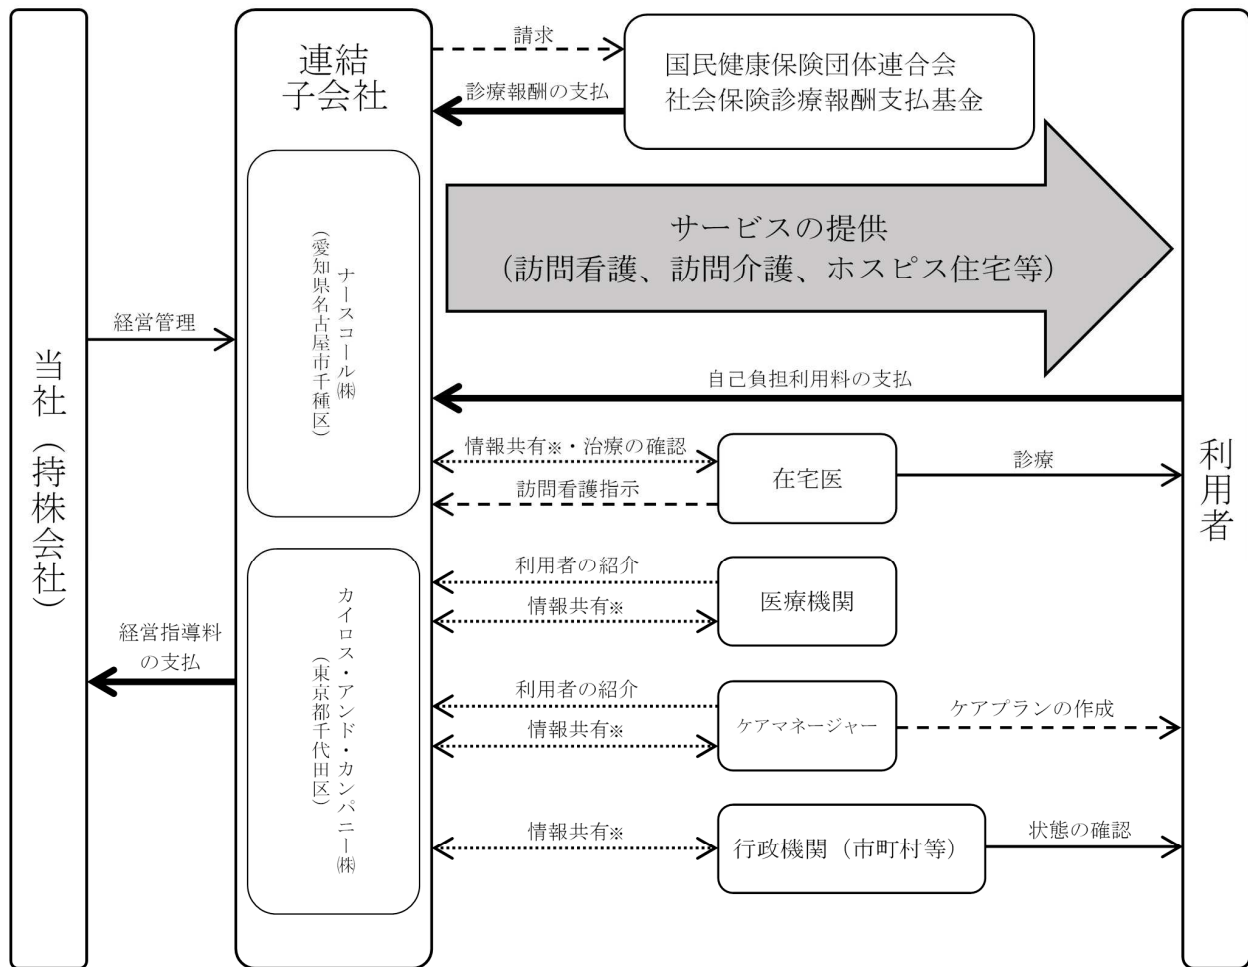 当社（持株会社）
経営管理
経営指導料
の支払
連結
子会社
ナースコール㈱
(愛知県名古屋市千種区)
カイロス・アンド・カンパニー㈱
(東京都千代田区)
請求
診療報酬の支払
国民健康保険団体連合会
社会保険診療報酬支払基金
サービスの提供
（訪問看護、訪問介護、ホスピス住宅等）
自己負担利用料の支払
情報共有※・治療の確認
訪問看護指示
在宅医
診療
利用者の紹介
情報共有※
医療機関
利用者の紹介
情報共有※
ケアマネージャー
ケアプランの作成
情報共有※
行政機関（市町村等）
状態の確認
利用者